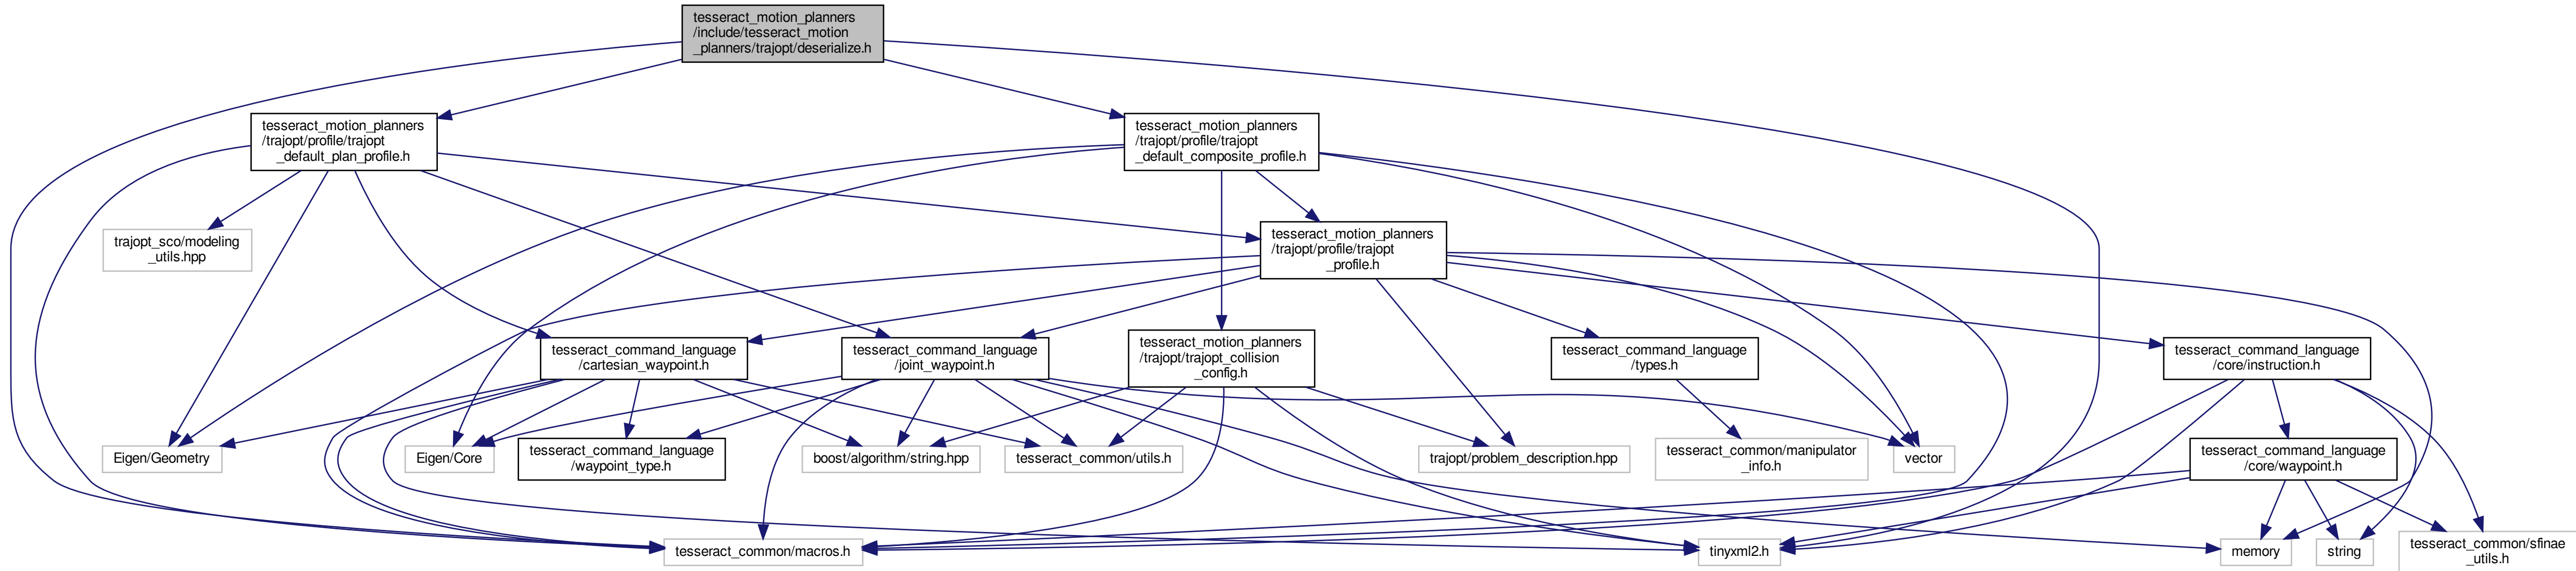 tesseract_motion_planners
/include/tesseract_motion
_planners/trajopt/deserialize.h
tesseract_motion_planners
/trajopt/profile/trajopt
_default_plan_profile.h
tesseract_motion_planners
/trajopt/profile/trajopt
_default_composite_profile.h
trajopt_sco/modeling
_utils.hpp
tesseract_motion_planners
/trajopt/profile/trajopt
_profile.h
tesseract_command_language
/cartesian_waypoint.h
tesseract_command_language
/joint_waypoint.h
tesseract_motion_planners
/trajopt/trajopt_collision
_config.h
tesseract_command_language
/types.h
tesseract_command_language
/core/instruction.h
Eigen/Geometry
Eigen/Core
tesseract_command_language
/waypoint_type.h
boost/algorithm/string.hpp
tesseract_common/utils.h
trajopt/problem_description.hpp
tesseract_common/manipulator
_info.h
vector
tesseract_command_language
/core/waypoint.h
tesseract_common/macros.h
tinyxml2.h
memory
string
tesseract_common/sfinae
_utils.h